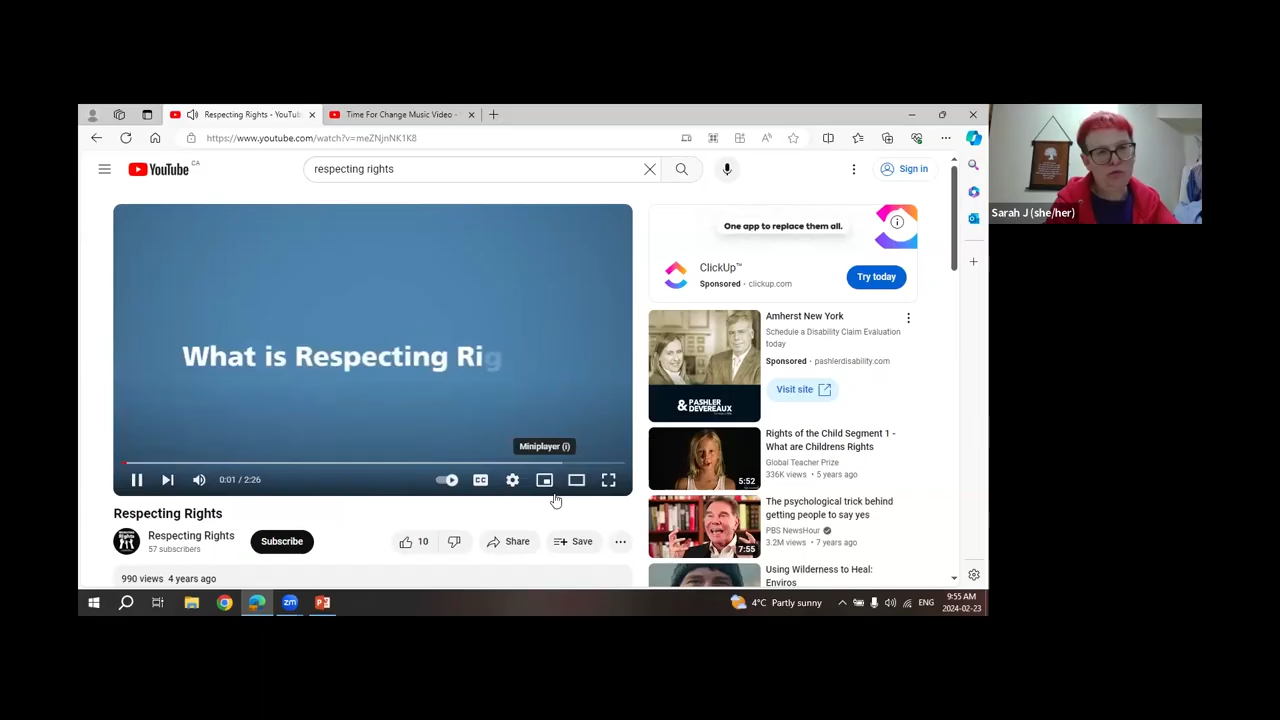 Respecting Rights - YouTub
Time For Change Music Video -
https://www.youtube.com/watch?v=meZNjnNK1K8
YouTube CA
respecting rights
Sign in
What is Respecting Rig
Miniplayer (i)
0:01 / 2:26
CC
Respecting Rights
Respecting Rights
57 subscribers
Subscribe
10
Share
Save
990 views 4 years ago
One app to replace them all.
ClickUp™
Sponsored · clickup.com
Try today
Amherst New York
Schedule a Disability Claim Evaluation
today
Sponsored · pashlerdisability.com
Visit site
& PASHLER
DEVEREAUX
Rights of the Child Segment 1 -
What are Childrens Rights
Global Teacher Prize
336K views · 5 years ago
5:52
The psychological trick behind
getting people to say yes
PBS NewsHour
3.2M views · 7 years ago
7:55
Using Wilderness to Heal:
Enviros
Sarah J (she/her)
zm
4°C Partly sunny
ENG
9:55 AM
2024-02-23